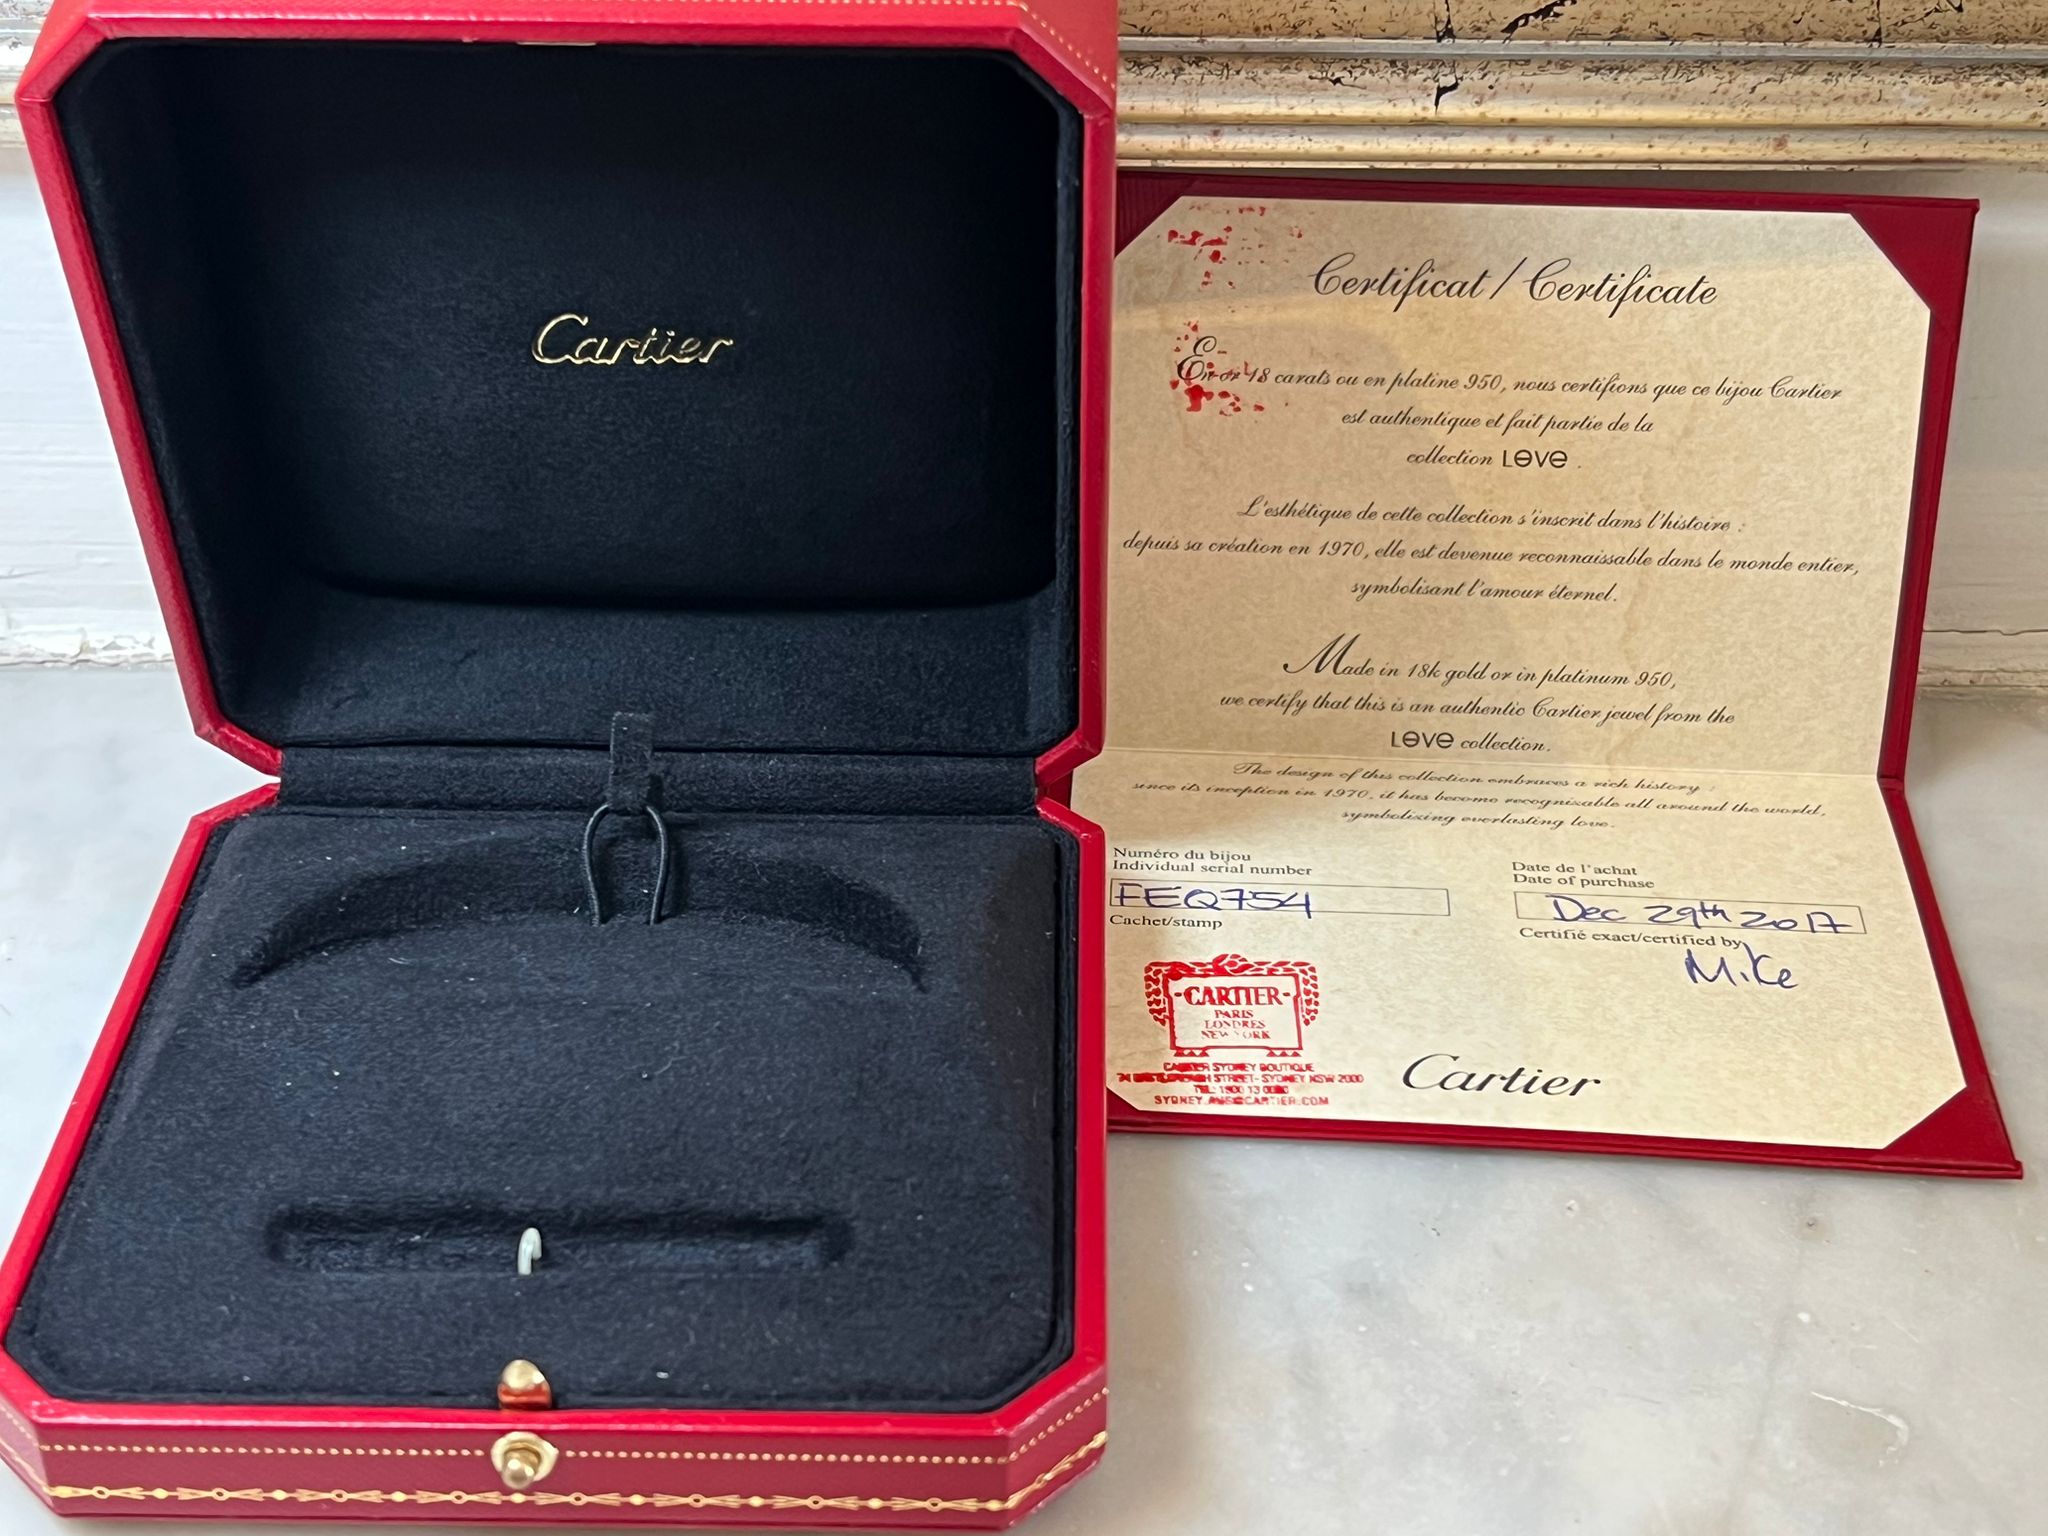 Cartier
Certificat / Certificate
En or 18 carats ou en platine 950, nous certifions que ce bijou Cartier
est authentique et fait partie de la
collection LOVE .
L'esthétique de cette collection s'inscrit dans l'histoire :
depuis sa création en 1970, elle est devenue reconnaissable dans le monde entier,
symbolisant l'amour éternel.
Made in 18k gold or in platinum 950,
we certify that this is an authentic Cartier jewel from the
LOVE collection.
The design of this collection embraces a rich history :
since its inception in 1970, it has become recognizable all around the world,
symbolizing everlasting love.
Numéro du bijou
Individual serial number
FEQ754
Cachet/stamp
Date de l'achat
Date of purchase
Dec 29th 2017
Certifié exact/certified by
Mike
CARTIER
PARIS
LONDRES
NEW YORK
CARTIER SYDNEY BOUTIQUE
STREET- SYDNEY NSW 2000
Cartier